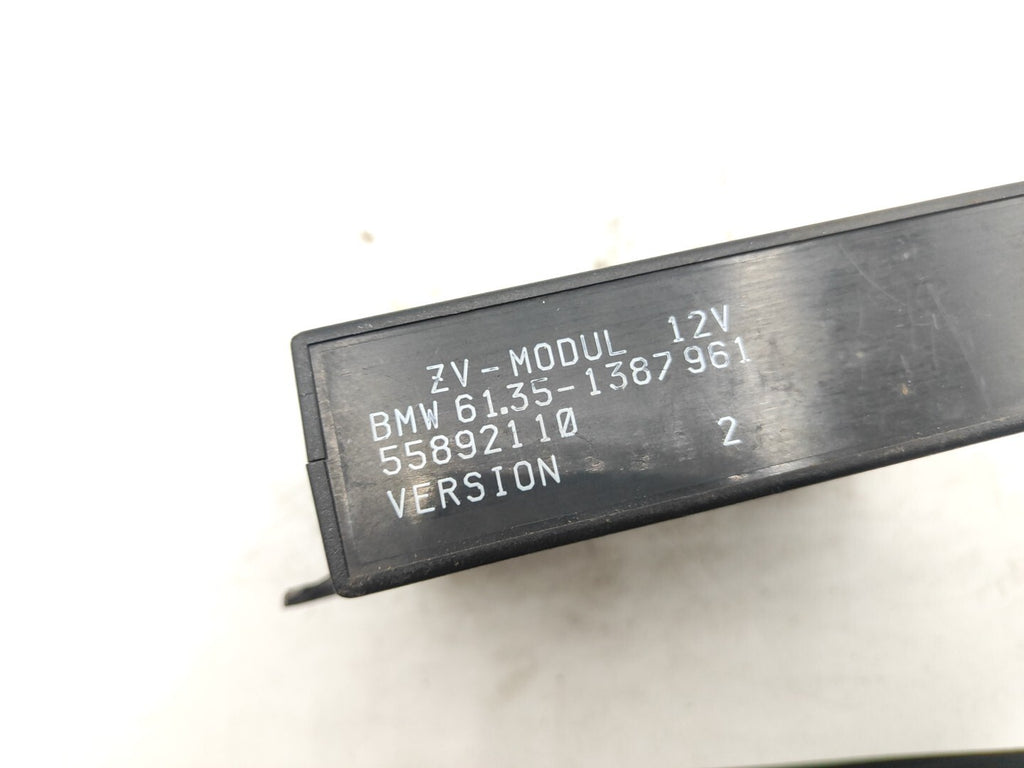 ZV-MODUL 12V
BMW 61.35-1387961
55892110
VERSION 2